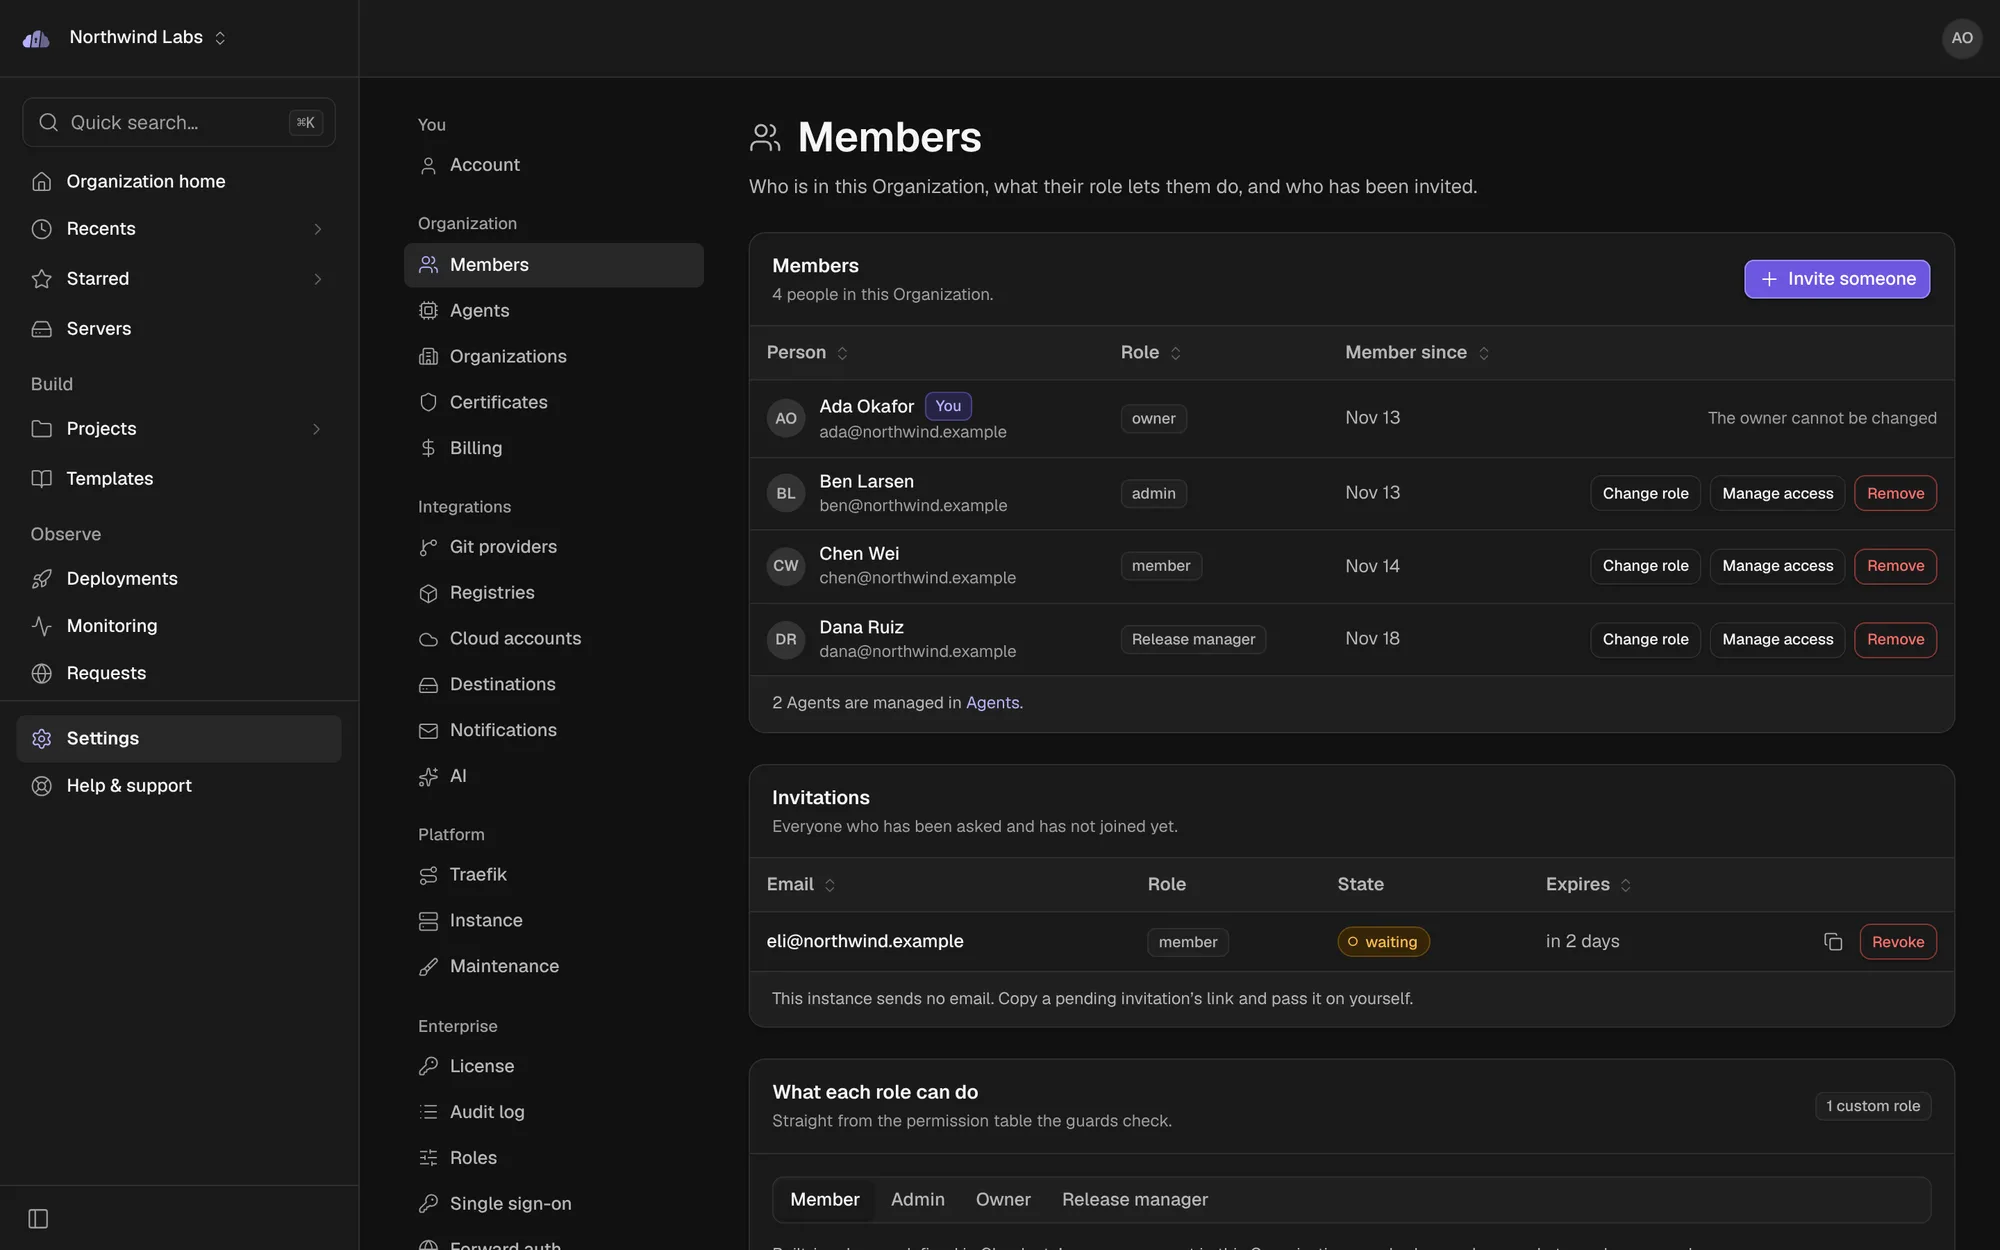 Northwind Labs
AO
Quick search...
⌘K
Organization home
Recents
Starred
Servers
Build
Projects
Templates
Observe
Deployments
Monitoring
Requests
Settings
Help & support
You
Account
Organization
Members
Agents
Organizations
Certificates
Billing
Integrations
Git providers
Registries
Cloud accounts
Destinations
Notifications
AI
Platform
Traefik
Instance
Maintenance
Enterprise
License
Audit log
Roles
Single sign-on
Forward auth
Members
Who is in this Organization, what their role lets them do, and who has been invited.
Members
4 people in this Organization.
Invite someone
Person Role Member since
AO Ada Okafor You
ada@northwind.example
owner Nov 13 The owner cannot be changed
BL Ben Larsen
ben@northwind.example
admin Nov 13 Change role Manage access Remove
CW Chen Wei
chen@northwind.example
member Nov 14 Change role Manage access Remove
DR Dana Ruiz
dana@northwind.example
Release manager Nov 18 Change role Manage access Remove
2 Agents are managed in Agents.
Invitations
Everyone who has been asked and has not joined yet.
Email Role State Expires
eli@northwind.example member waiting in 2 days Revoke
This instance sends no email. Copy a pending invitation's link and pass it on yourself.
What each role can do
Straight from the permission table the guards check.
1 custom role
Member Admin Owner Release manager